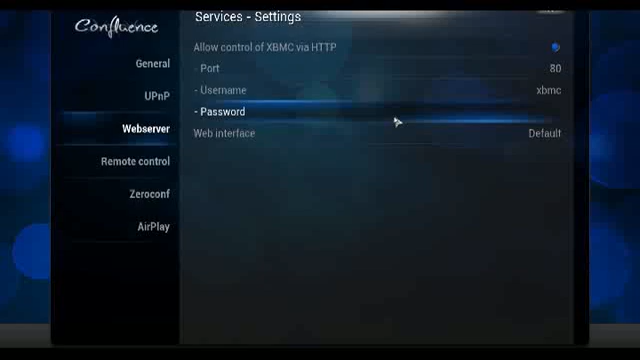 Services - Settings
Confluence
General
UPnP
Webserver
Remote control
Zeroconf
AirPlay
Allow control of XBMC via HTTP
- Port 80
- Username xbmc
- Password
Web interface Default